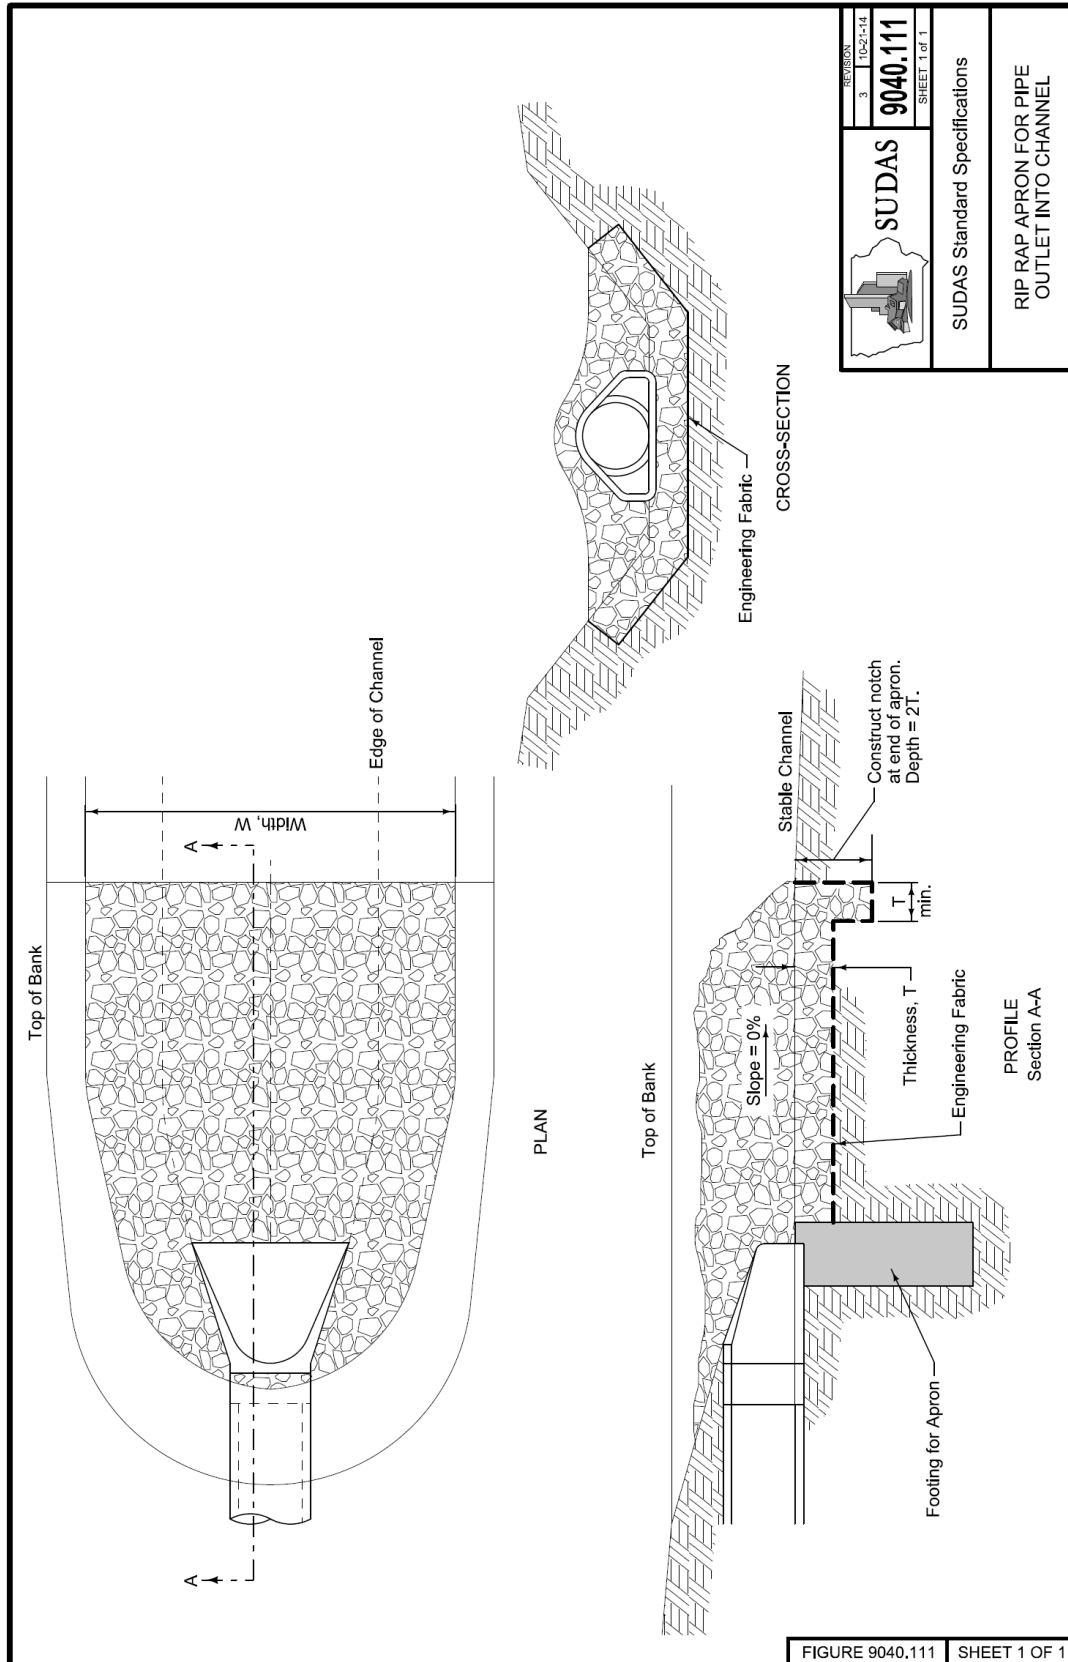 Top of Bank
A
A
Width, W
Edge of Channel
PLAN
Engineering Fabric
CROSS-SECTION
Top of Bank
Slope = 0%
Stable Channel
Construct notch
at end of apron.
Depth = 2T.
T
min.
Thickness, T
Engineering Fabric
Footing for Apron
PROFILE
Section A-A
SUDAS
REVISION
3 10-21-14
9040.111
SHEET 1 of 1
SUDAS Standard Specifications
RIP RAP APRON FOR PIPE
OUTLET INTO CHANNEL
FIGURE 9040.111 SHEET 1 OF 1